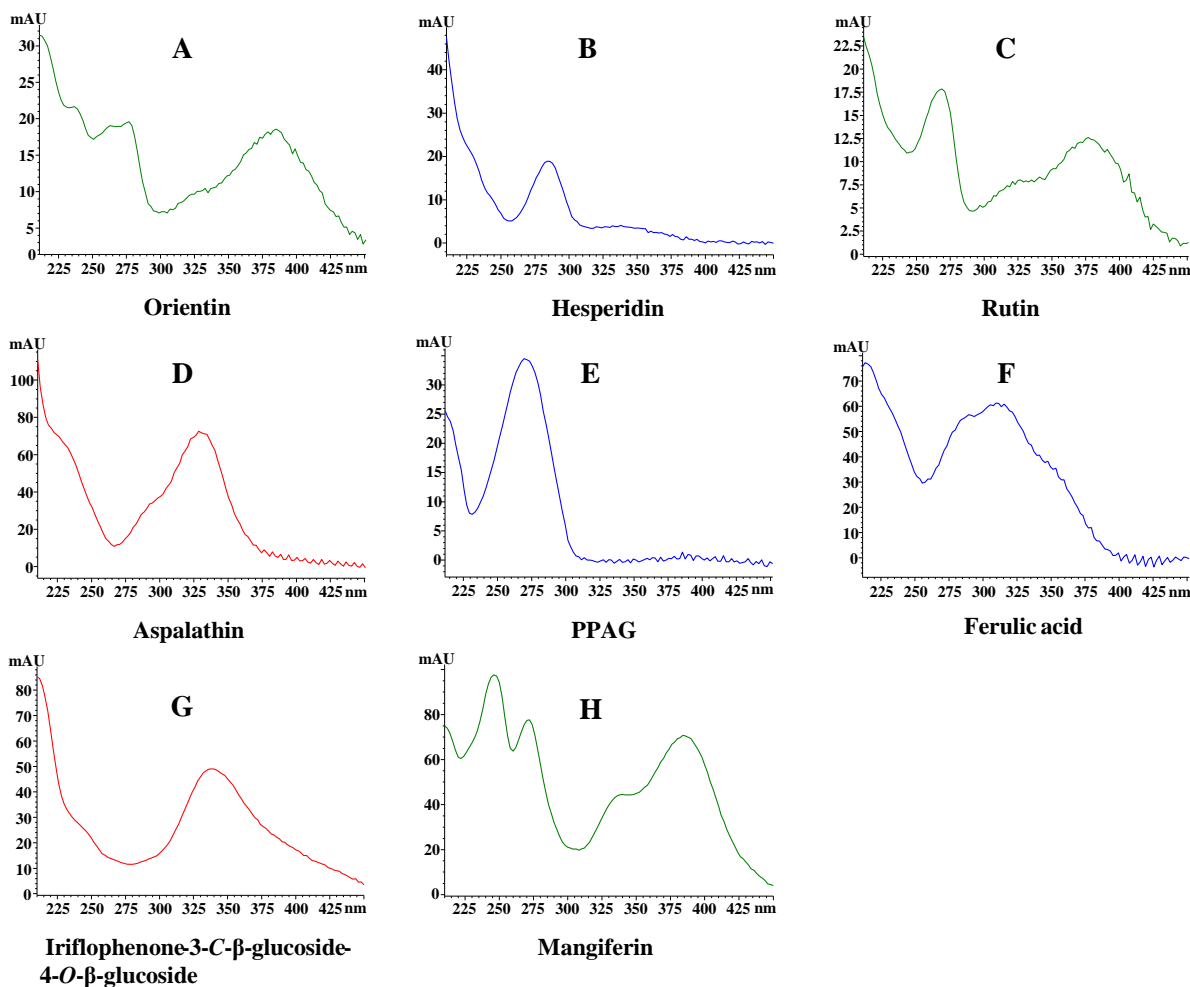 mAU
A
30
25
20
15
10
5
0
225 250 275 300 325 350 375 400 425 nm
Orientin
mAU
B
40
30
20
10
0
225 250 275 300 325 350 375 400 425 nm
Hesperidin
mAU
C
22.5
20
17.5
15
12.5
10
7.5
5
2.5
0
225 250 275 300 325 350 375 400 425 nm
Rutin
mAU
D
100
80
60
40
20
0
225 250 275 300 325 350 375 400 425 nm
Aspalathin
mAU
E
30
25
20
15
10
5
0
225 250 275 300 325 350 375 400 425 nm
PPAG
mAU
F
70
60
50
40
30
20
10
0
225 250 275 300 325 350 375 400 425 nm
Ferulic acid
mAU
G
80
70
60
50
40
30
20
10
0
225 250 275 300 325 350 375 400 425 nm
Iriflophenone-3-C-β-glucoside-
4-O-β-glucoside
mAU
H
80
60
40
20
0
225 250 275 300 325 350 375 400 425 nm
Mangiferin